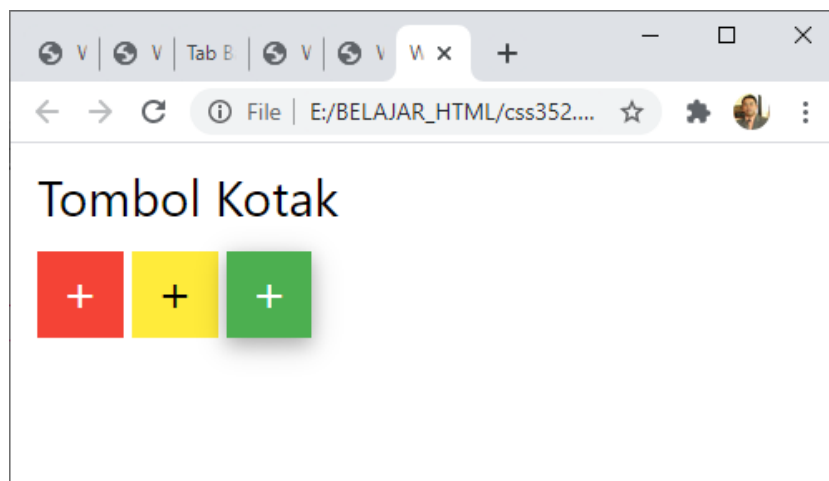 Tab B
File E:/BELAJAR_HTML/css352....
Tombol Kotak
+ + +